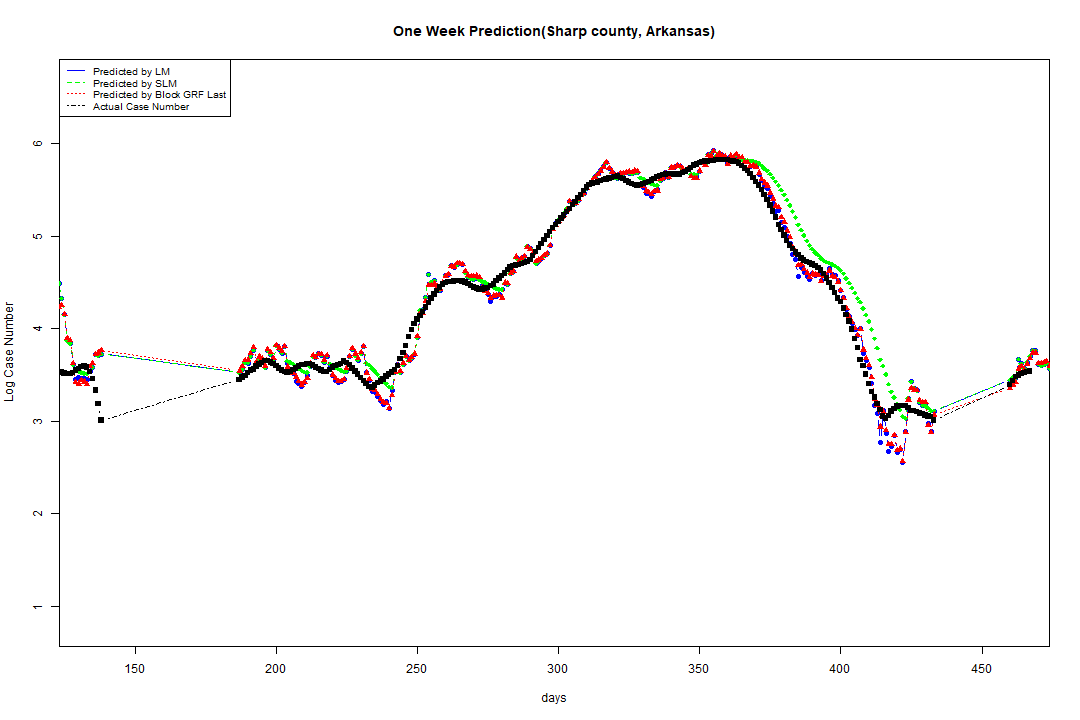 One Week Prediction(Sharp county, Arkansas)
Predicted by LM
Predicted by SLM
Predicted by Block GRF Last
Actual Case Number
Log Case Number
6
5
4
3
2
1
150
200
250
300
350
400
450
days